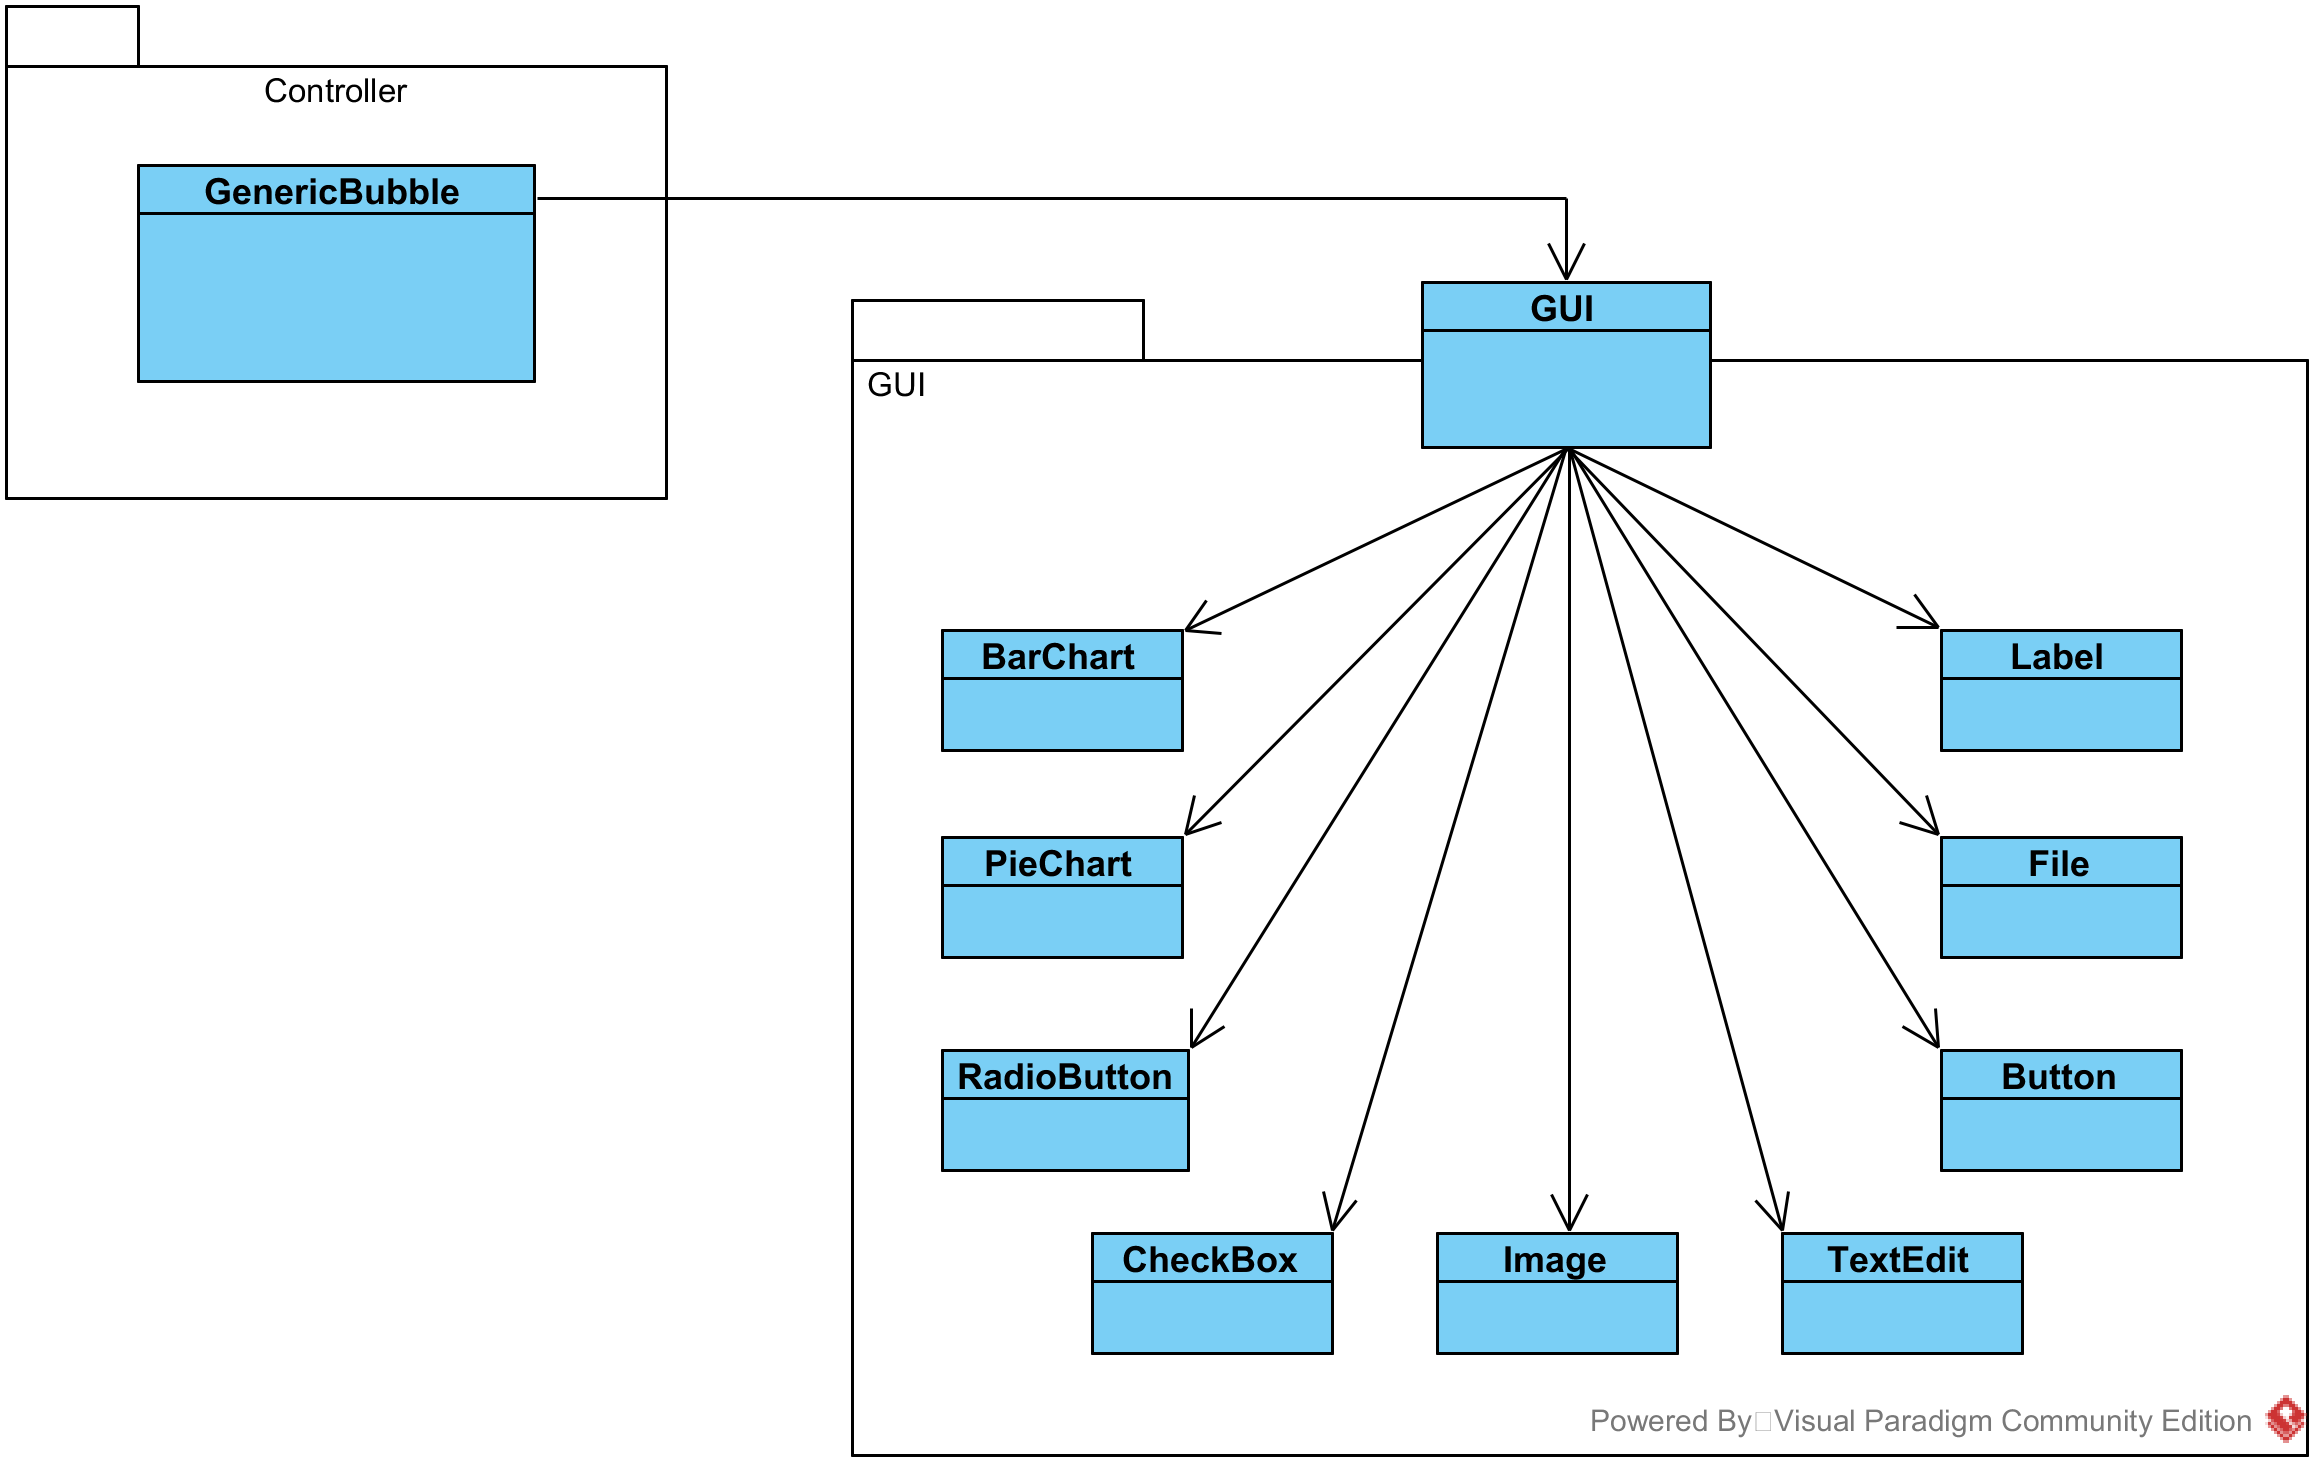 Controller
GenericBubble
GUI
GUI
BarChart
Label
PieChart
File
RadioButton
Button
CheckBox
Image
TextEdit
Powered By Visual Paradigm Community Edition